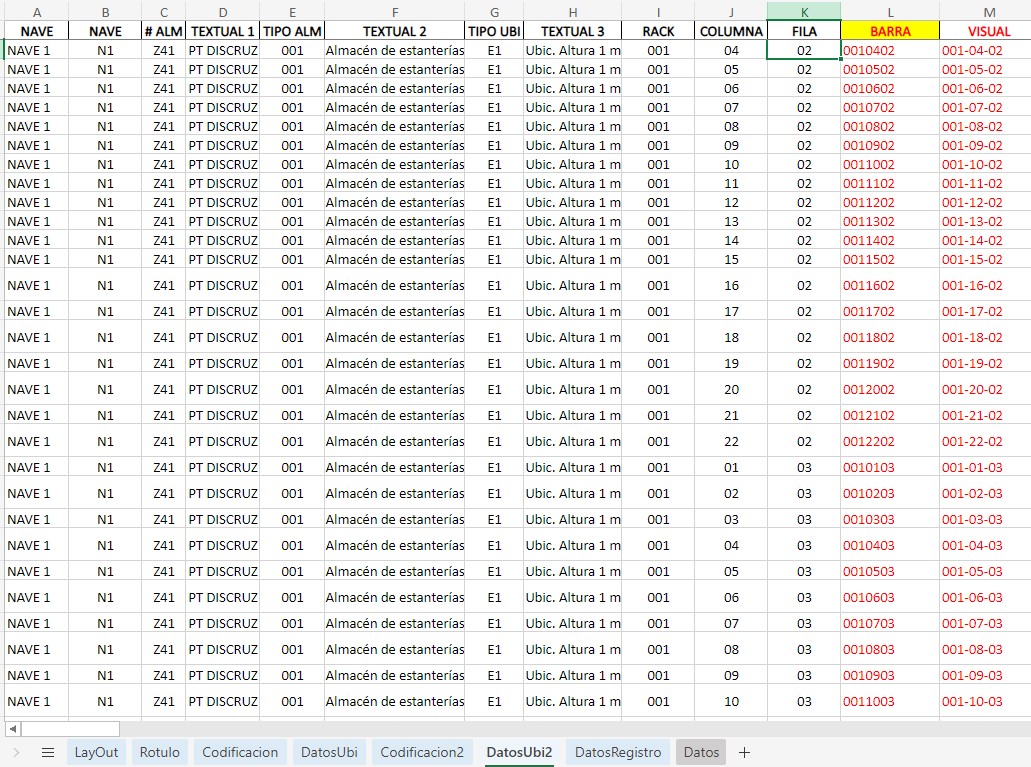 A B C D E F G H I J K L M
NAVE NAVE # ALM TEXTUAL 1 TIPO ALM TEXTUAL 2 TIPO UBI TEXTUAL 3 RACK COLUMNA FILA BARRA VISUAL
NAVE 1 N1 Z41 PT DISCRUZ 001 Almacén de estanterías E1 Ubic. Altura 1 m 001 04 02 0010402 001-04-02
NAVE 1 N1 Z41 PT DISCRUZ 001 Almacén de estanterías E1 Ubic. Altura 1 m 001 05 02 0010502 001-05-02
NAVE 1 N1 Z41 PT DISCRUZ 001 Almacén de estanterías E1 Ubic. Altura 1 m 001 06 02 0010602 001-06-02
NAVE 1 N1 Z41 PT DISCRUZ 001 Almacén de estanterías E1 Ubic. Altura 1 m 001 07 02 0010702 001-07-02
NAVE 1 N1 Z41 PT DISCRUZ 001 Almacén de estanterías E1 Ubic. Altura 1 m 001 08 02 0010802 001-08-02
NAVE 1 N1 Z41 PT DISCRUZ 001 Almacén de estanterías E1 Ubic. Altura 1 m 001 09 02 0010902 001-09-02
NAVE 1 N1 Z41 PT DISCRUZ 001 Almacén de estanterías E1 Ubic. Altura 1 m 001 10 02 0011002 001-10-02
NAVE 1 N1 Z41 PT DISCRUZ 001 Almacén de estanterías E1 Ubic. Altura 1 m 001 11 02 0011102 001-11-02
NAVE 1 N1 Z41 PT DISCRUZ 001 Almacén de estanterías E1 Ubic. Altura 1 m 001 12 02 0011202 001-12-02
NAVE 1 N1 Z41 PT DISCRUZ 001 Almacén de estanterías E1 Ubic. Altura 1 m 001 13 02 0011302 001-13-02
NAVE 1 N1 Z41 PT DISCRUZ 001 Almacén de estanterías E1 Ubic. Altura 1 m 001 14 02 0011402 001-14-02
NAVE 1 N1 Z41 PT DISCRUZ 001 Almacén de estanterías E1 Ubic. Altura 1 m 001 15 02 0011502 001-15-02
NAVE 1 N1 Z41 PT DISCRUZ 001 Almacén de estanterías E1 Ubic. Altura 1 m 001 16 02 0011602 001-16-02
NAVE 1 N1 Z41 PT DISCRUZ 001 Almacén de estanterías E1 Ubic. Altura 1 m 001 17 02 0011702 001-17-02
NAVE 1 N1 Z41 PT DISCRUZ 001 Almacén de estanterías E1 Ubic. Altura 1 m 001 18 02 0011802 001-18-02
NAVE 1 N1 Z41 PT DISCRUZ 001 Almacén de estanterías E1 Ubic. Altura 1 m 001 19 02 0011902 001-19-02
NAVE 1 N1 Z41 PT DISCRUZ 001 Almacén de estanterías E1 Ubic. Altura 1 m 001 20 02 0012002 001-20-02
NAVE 1 N1 Z41 PT DISCRUZ 001 Almacén de estanterías E1 Ubic. Altura 1 m 001 21 02 0012102 001-21-02
NAVE 1 N1 Z41 PT DISCRUZ 001 Almacén de estanterías E1 Ubic. Altura 1 m 001 22 02 0012202 001-22-02
NAVE 1 N1 Z41 PT DISCRUZ 001 Almacén de estanterías E1 Ubic. Altura 1 m 001 01 03 0010103 001-01-03
NAVE 1 N1 Z41 PT DISCRUZ 001 Almacén de estanterías E1 Ubic. Altura 1 m 001 02 03 0010203 001-02-03
NAVE 1 N1 Z41 PT DISCRUZ 001 Almacén de estanterías E1 Ubic. Altura 1 m 001 03 03 0010303 001-03-03
NAVE 1 N1 Z41 PT DISCRUZ 001 Almacén de estanterías E1 Ubic. Altura 1 m 001 04 03 0010403 001-04-03
NAVE 1 N1 Z41 PT DISCRUZ 001 Almacén de estanterías E1 Ubic. Altura 1 m 001 05 03 0010503 001-05-03
NAVE 1 N1 Z41 PT DISCRUZ 001 Almacén de estanterías E1 Ubic. Altura 1 m 001 06 03 0010603 001-06-03
NAVE 1 N1 Z41 PT DISCRUZ 001 Almacén de estanterías E1 Ubic. Altura 1 m 001 07 03 0010703 001-07-03
NAVE 1 N1 Z41 PT DISCRUZ 001 Almacén de estanterías E1 Ubic. Altura 1 m 001 08 03 0010803 001-08-03
NAVE 1 N1 Z41 PT DISCRUZ 001 Almacén de estanterías E1 Ubic. Altura 1 m 001 09 03 0010903 001-09-03
NAVE 1 N1 Z41 PT DISCRUZ 001 Almacén de estanterías E1 Ubic. Altura 1 m 001 10 03 0011003 001-10-03
LayOut Rotulo Codificacion DatosUbi Codificacion2 DatosUbi2 DatosRegistro Datos